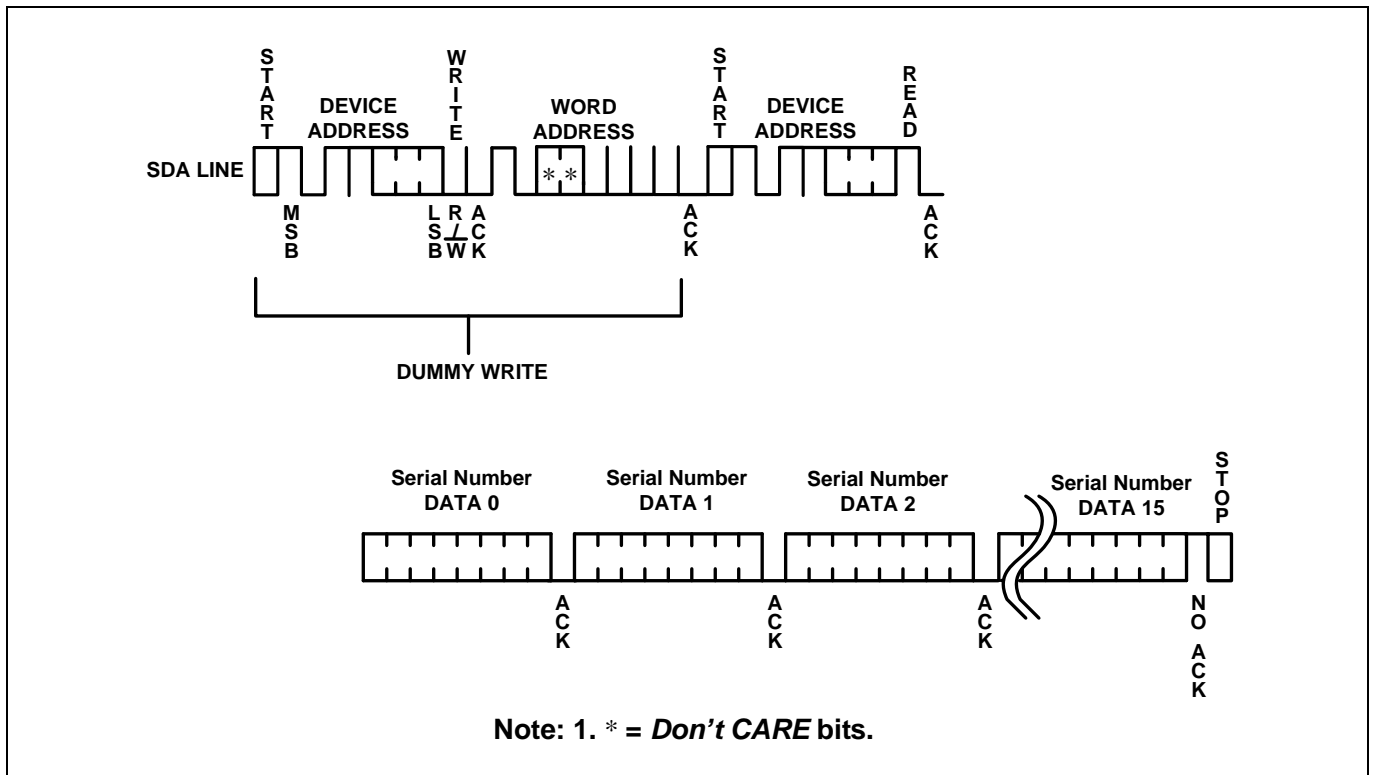 START
WRITE
START
READ
DEVICE
ADDRESS
WORD
ADDRESS
DEVICE
ADDRESS
SDA LINE
* *
MSB
LSB
R/W
ACK
ACK
ACK
DUMMY WRITE
Serial Number
DATA 0
Serial Number
DATA 1
Serial Number
DATA 2
Serial Number
DATA 15
STOP
ACK
ACK
ACK
NO ACK
Note: 1. * = Don't CARE bits.